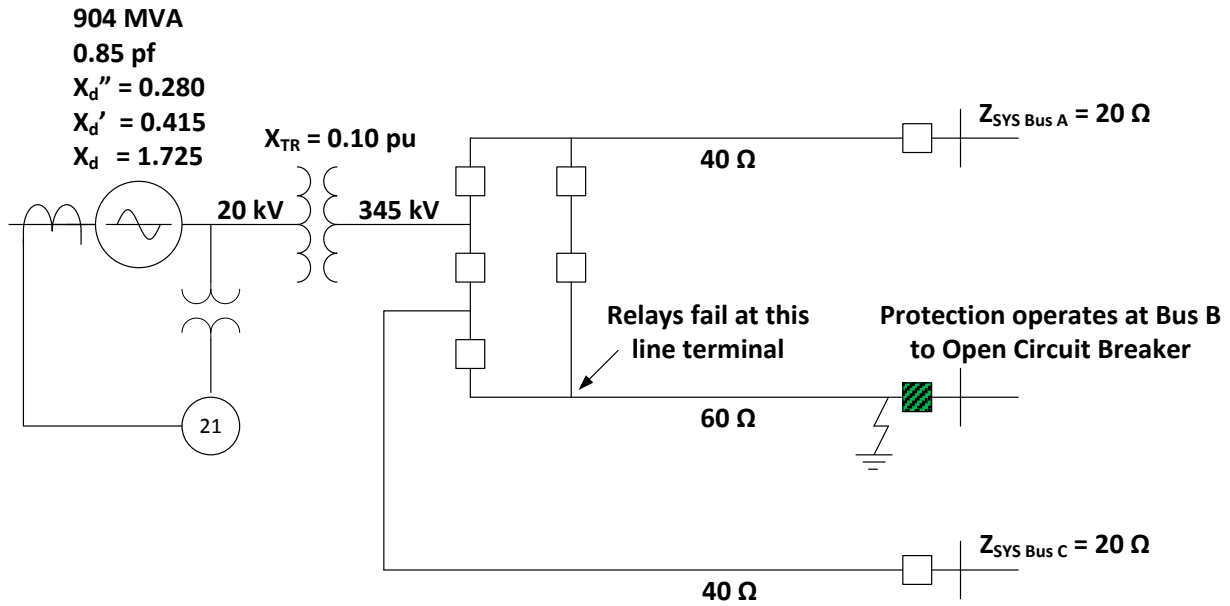 904 MVA
0.85 pf
Xd” = 0.280
Xd’ = 0.415
Xd = 1.725
XTR = 0.10 pu
20 kV
345 kV
40 Ω
ZSYS Bus A = 20 Ω
Relays fail at this
line terminal
Protection operates at Bus B
to Open Circuit Breaker
60 Ω
21
ZSYS Bus C = 20 Ω
40 Ω